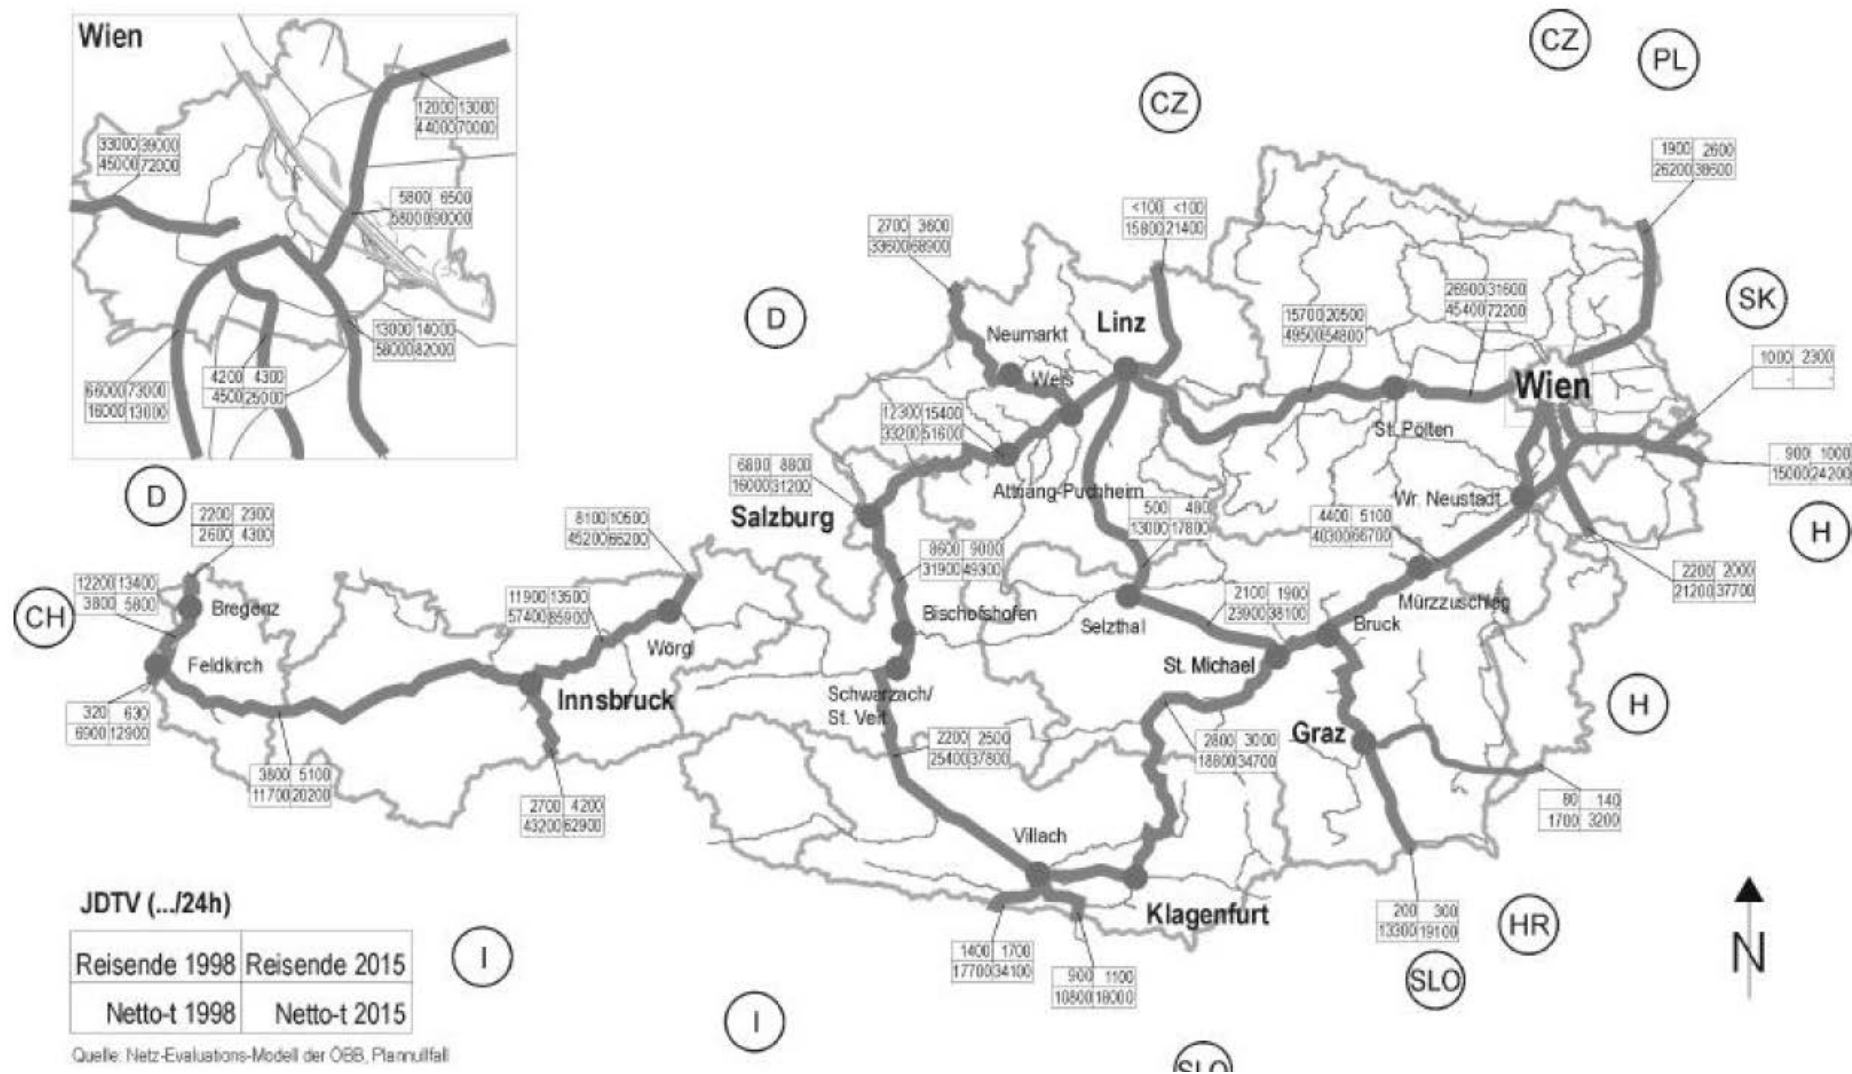 Wien
12000 13000
44000 70000
33000 39000
45000 72000
5800 6500
58000 90000
13000 14000
58000 82000
4200 4300
4500 25000
66000 73000
16000 13000
CZ
PL
CZ
1900 2600
26200 38600
<100 <100
15800 21400
2700 3600
33600 68900
SK
D
Neumarkt
Linz
26900 31600
45400 72200
15700 20500
49500 54800
1000 2300
- -
Wels
Wien
12300 15400
33200 51600
St. Pölten
900 1000
15000 24200
6800 8800
16000 31200
Attnang-Puchheim
Wr. Neustadt
D
Salzburg
500 480
13000 17800
4400 5100
40300 66700
H
2200 2300
2600 4300
8100 10500
45200 66200
8600 9000
31900 49300
2200 2000
21200 37700
12200 13400
3800 5800
11900 13500
57400 85900
2100 1900
23900 38100
CH
Bregenz
Bischofshofen
Selzthal
Mürzzuschlag
Bruck
Wörgl
Feldkirch
St. Michael
Innsbruck
Schwarzach/
St. Veit
H
320 630
6900 12900
Graz
2200 2500
25400 37800
2800 3000
18800 34700
3800 5100
11700 20200
2700 4200
43200 62900
80 140
1700 3200
Villach
JDTV (.../24h)
Klagenfurt
200 300
13300 19100
HR
Reisende 1998 Reisende 2015
Netto-t 1998 Netto-t 2015
I
1400 1700
17700 34100
900 1100
10800 18000
SLO
N
I
Quelle: Netz-Evaluations-Modell der ÖBB, Plannullfall
SLO